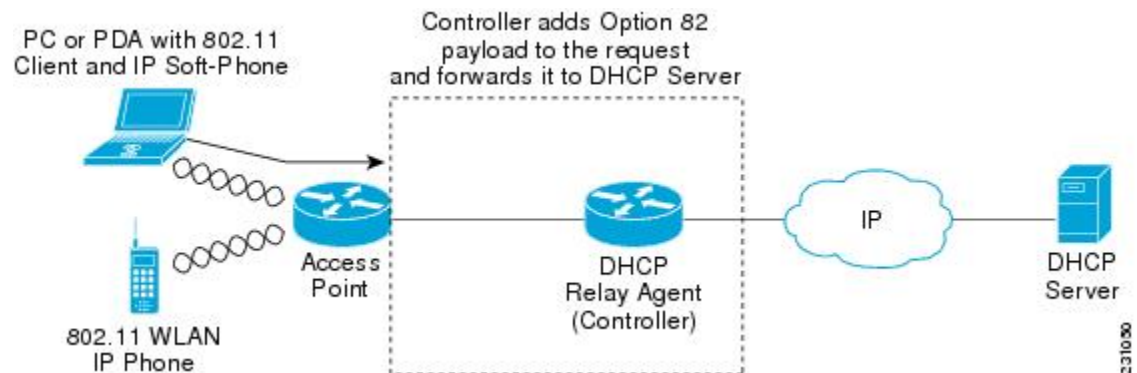 Controller adds Option 82
payload to the request
and forwards it to DHCP Server
PC or PDA with 802.11
Client and IP Soft-Phone
Access
Point
802.11 WLAN
IP Phone
DHCP
Relay Agent
(Controller)
IP
DHCP
Server
231050